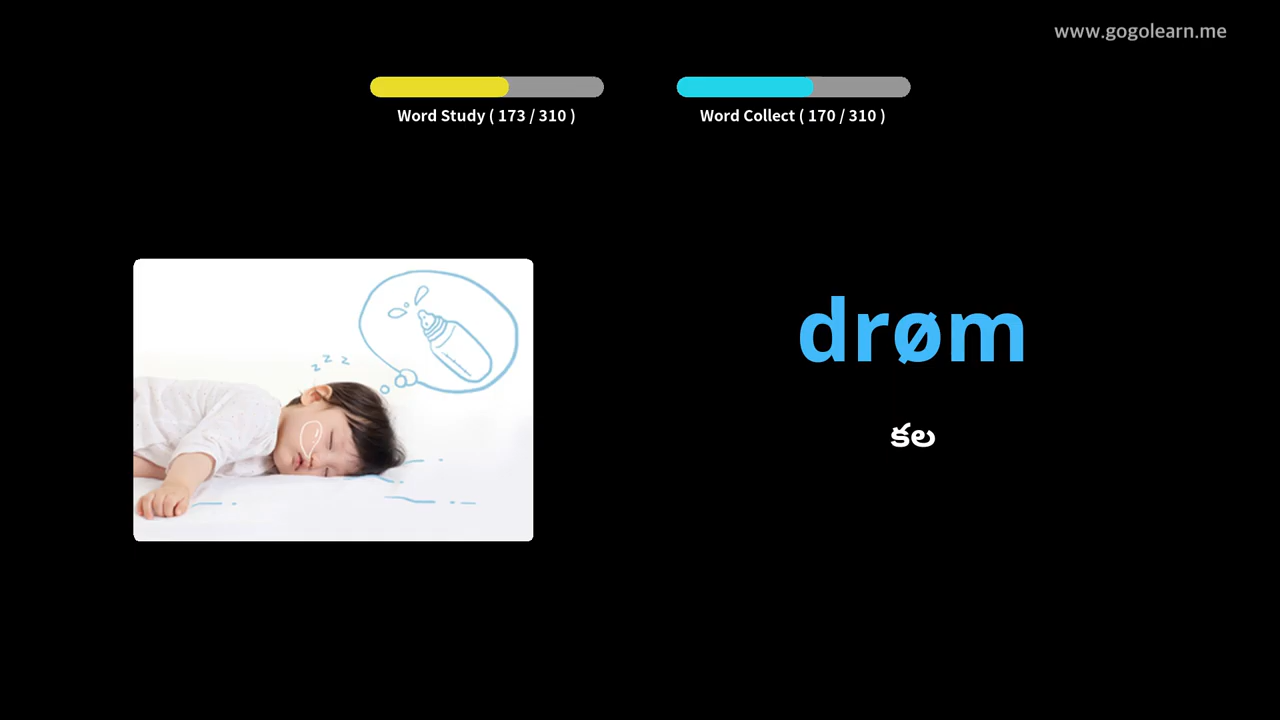 www.gogolearn.me
Word Study ( 173 / 310 )
Word Collect ( 170 / 310 )
z z z
drøm
కల